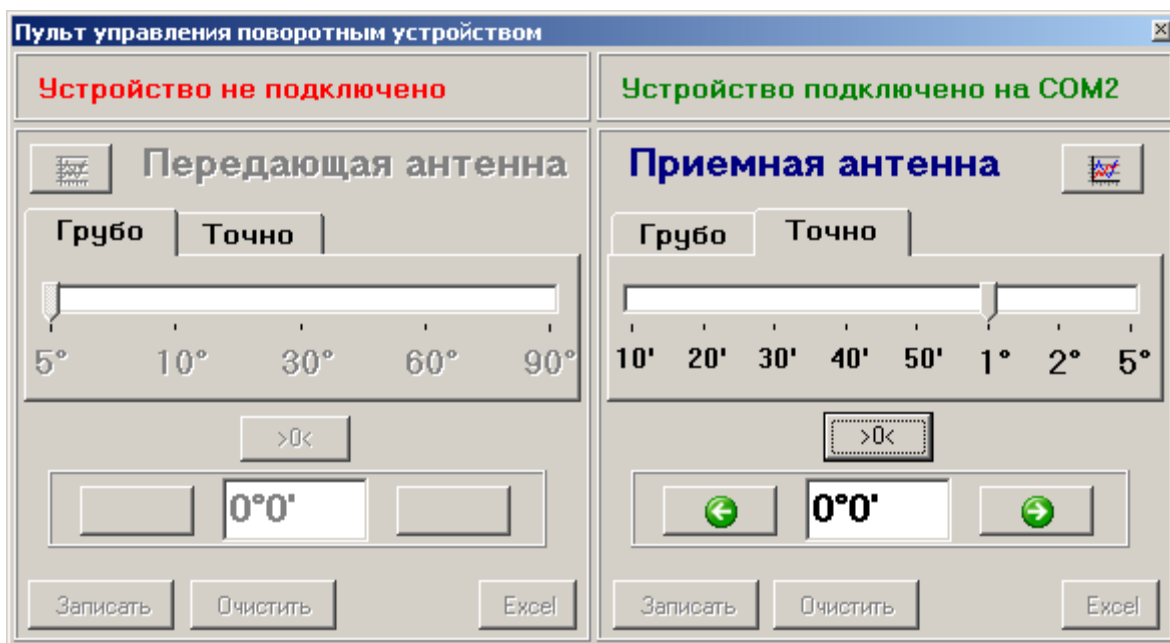 Пульт управления поворотным устройством
Устройство не подключено
Передающая антенна
Грубо Точно
5° 10° 30° 60° 90°
>0<
0°0'
Записать Очистить Excel
Устройство подключено на COM2
Приемная антенна
Грубо Точно
10' 20' 30' 40' 50' 1° 2° 5°
>0<
0°0'
Записать Очистить Excel